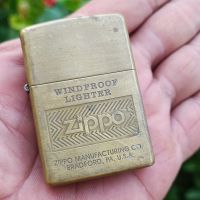 WINDPROOF
LIGHTER
Zippo
ZIPPO MANUFACTURING CO.
BRADFORD, PA. U.S.A.